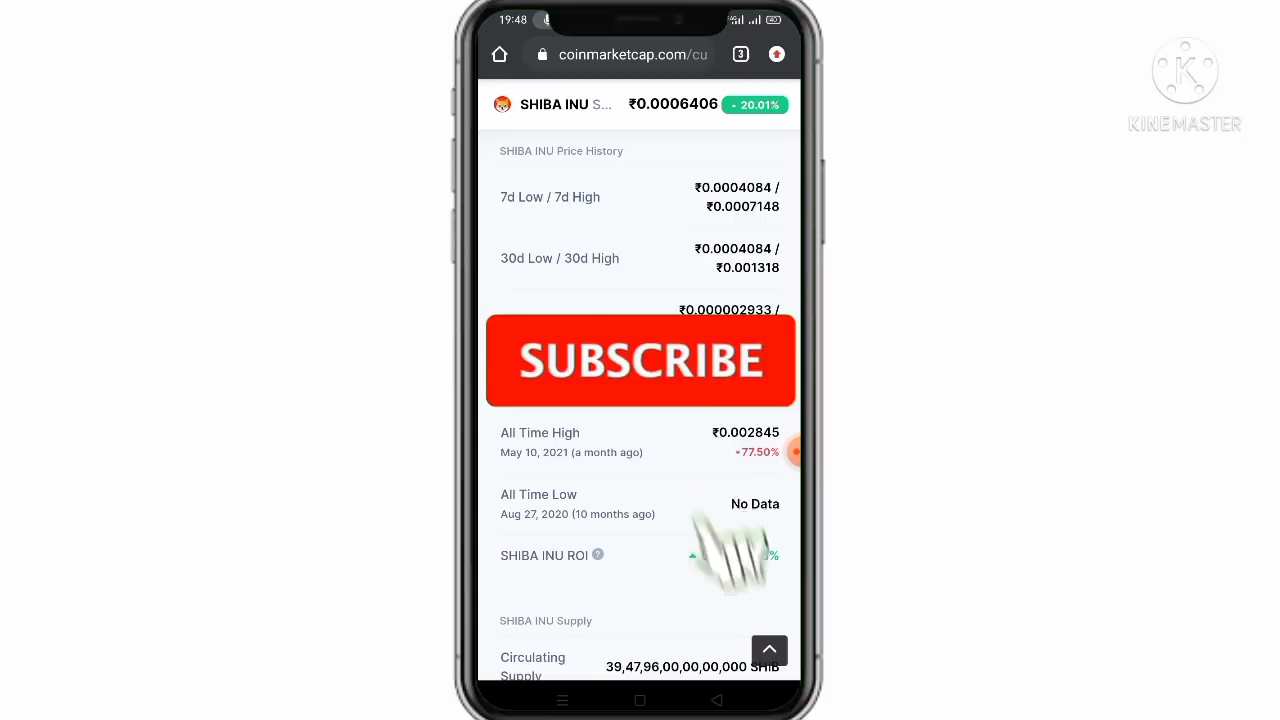 19:48
coinmarketcap.com/cu
3
SHIBA INU S... ₹0.0006406 20.01%
SHIBA INU Price History
7d Low / 7d High
₹0.0004084 /
₹0.0007148
30d Low / 30d High
₹0.0004084 /
₹0.001318
₹0.000002933 /
SUBSCRIBE
All Time High
May 10, 2021 (a month ago)
₹0.002845
77.50%
All Time Low
Aug 27, 2020 (10 months ago)
No Data
SHIBA INU ROI ?
%
SHIBA INU Supply
Circulating
Supply
39,47,96,00,00,00,000 SHIB
K
KINEMASTER